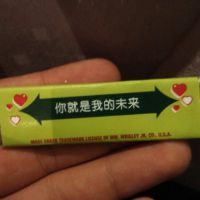 你就是我的未来
MADE UNDER TRADEMARK LICENSE OF WM. WRIGLEY JR. CO., U.S.A.